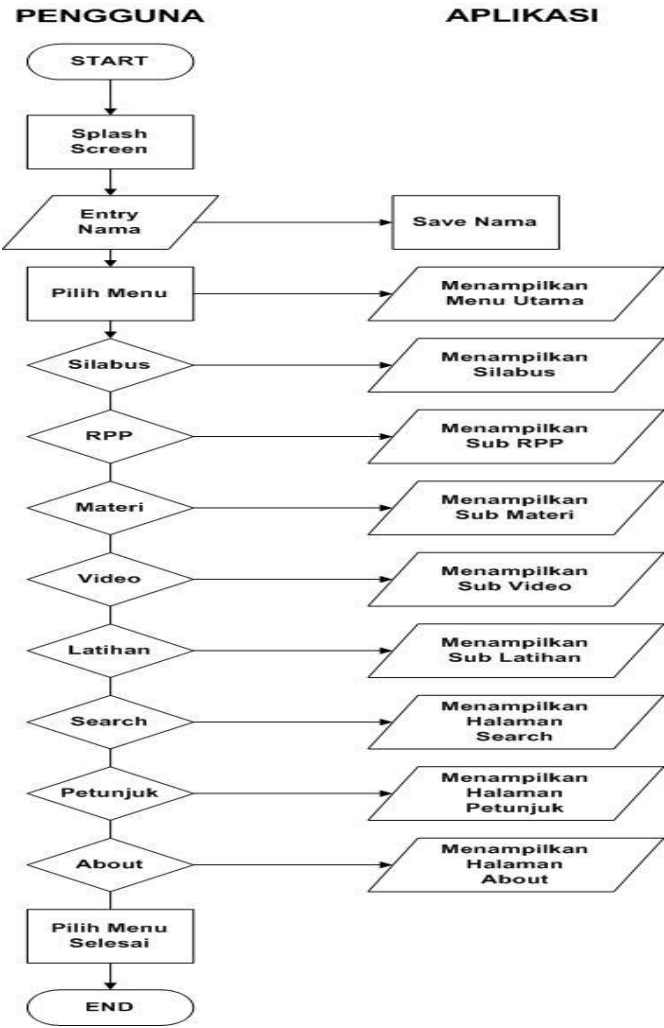 PENGGUNA
APLIKASI
START
Splash
Screen
Entry
Nama
Save Nama
Pilih Menu
Menampilkan
Menu Utama
Silabus
Menampilkan
Silabus
RPP
Menampilkan
Sub RPP
Materi
Menampilkan
Sub Materi
Video
Menampilkan
Sub Video
Latihan
Menampilkan
Sub Latihan
Search
Menampilkan
Halaman
Search
Petunjuk
Menampilkan
Halaman
Petunjuk
About
Menampilkan
Halaman
About
Pilih Menu
Selesai
END